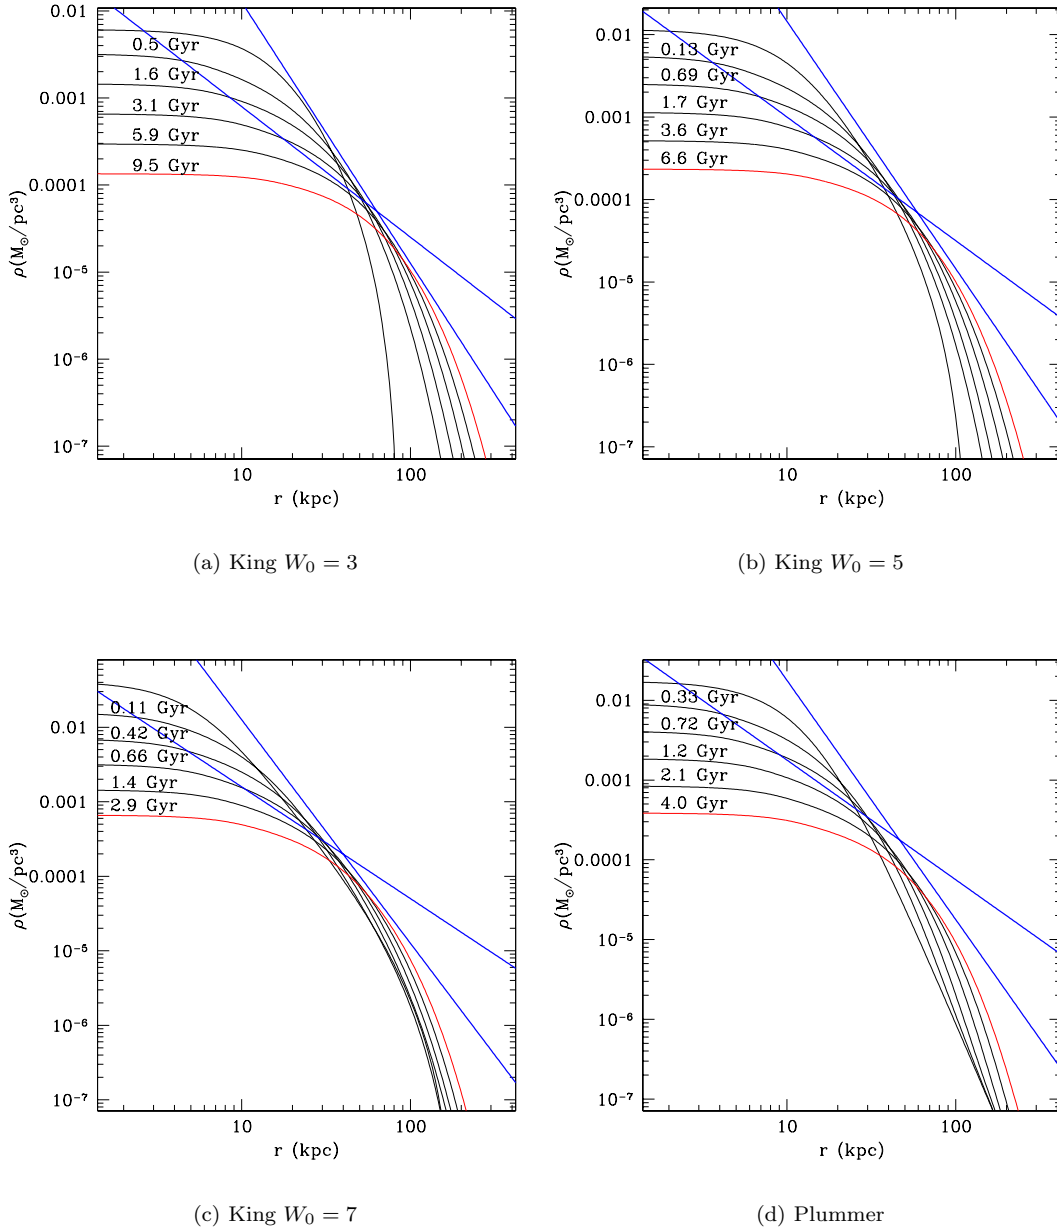 0.01
0.001
0.0001
10⁻⁵
10⁻⁶
10⁻⁷
ρ(M☉/pc³)
0.5 Gyr
1.6 Gyr
3.1 Gyr
5.9 Gyr
9.5 Gyr
10 100
r (kpc)
(a) King W₀ = 3
0.01
0.001
0.0001
10⁻⁵
10⁻⁶
10⁻⁷
ρ(M☉/pc³)
0.13 Gyr
0.69 Gyr
1.7 Gyr
3.6 Gyr
6.6 Gyr
10 100
r (kpc)
(b) King W₀ = 5
0.01
0.001
0.0001
10⁻⁵
10⁻⁶
10⁻⁷
ρ(M☉/pc³)
0.11 Gyr
0.42 Gyr
0.66 Gyr
1.4 Gyr
2.9 Gyr
10 100
r (kpc)
(c) King W₀ = 7
0.01
0.001
0.0001
10⁻⁵
10⁻⁶
10⁻⁷
ρ(M☉/pc³)
0.33 Gyr
0.72 Gyr
1.2 Gyr
2.1 Gyr
4.0 Gyr
10 100
r (kpc)
(d) Plummer